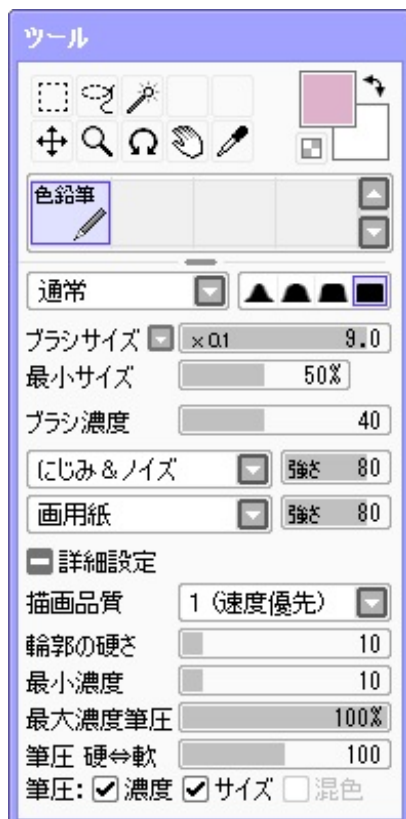 ツール
色鉛筆
通常
ブラシサイズ ×0.1 9.0
最小サイズ 50%
ブラシ濃度 40
にじみ&ノイズ 強さ 80
画用紙 強さ 80
詳細設定
描画品質 1 (速度優先)
輪郭の硬さ 10
最小濃度 10
最大濃度筆圧 100%
筆圧 硬⇔軟 100
筆圧: 濃度 サイズ 混色